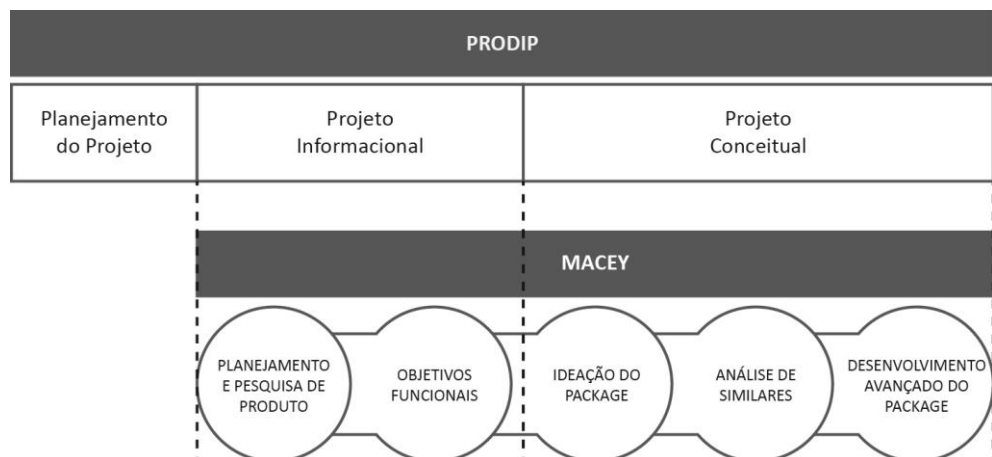 PRODIP
Planejamento
do Projeto
Projeto
Informacional
Projeto
Conceitual
MACEY
PLANEJAMENTO
E PESQUISA DE
PRODUTO
OBJETIVOS
FUNCIONAIS
IDEAÇÃO DO
PACKAGE
ANÁLISE DE
SIMILARES
DESENVOLVIMENTO
AVANÇADO DO
PACKAGE